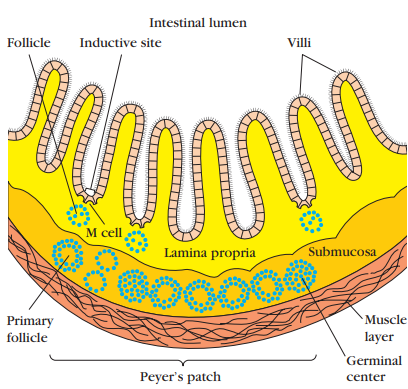 Intestinal lumen
Follicle
Inductive site
Villi
M cell
Lamina propria
Submucosa
Primary
follicle
Muscle
layer
Germinal
center
Peyer's patch